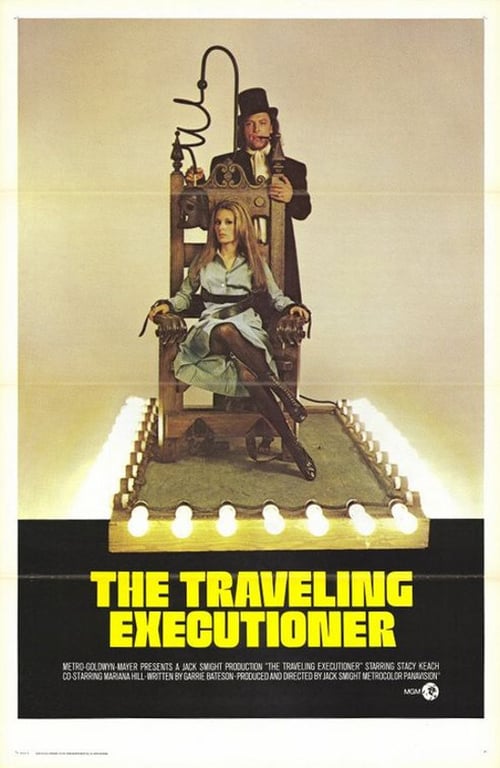 THE TRAVELING
EXECUTIONER
METRO-GOLDWYN-MAYER PRESENTS A JACK SMIGHT PRODUCTION "THE TRAVELING EXECUTIONER" STARRING STACY KEACH
CO-STARRING MARIANA HILL-WRITTEN BY GARRIE BATESON-PRODUCED AND DIRECTED BY JACK SMIGHT METROCOLOR PANAVISION
MGM